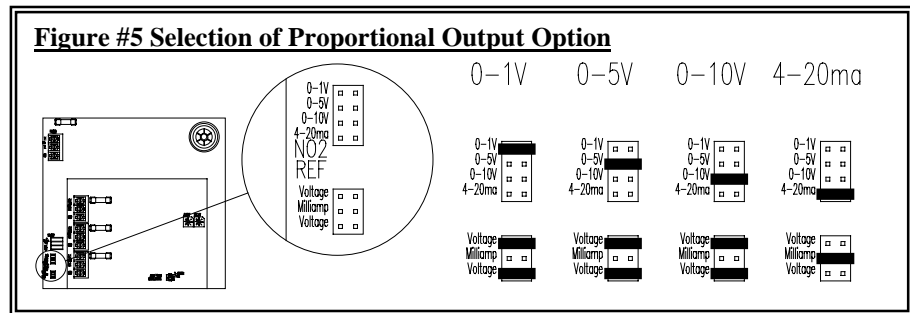 Figure #5 Selection of Proportional Output Option
0-1V
0-5V
0-10V
4-20ma
NO2
REF
Voltage
Milliamp
Voltage
0-1V 0-5V 0-10V 4-20ma
0-1V
0-5V
0-10V
4-20ma
0-1V
0-5V
0-10V
4-20ma
0-1V
0-5V
0-10V
4-20ma
0-1V
0-5V
0-10V
4-20ma
Voltage
Milliamp
Voltage
Voltage
Milliamp
Voltage
Voltage
Milliamp
Voltage
Voltage
Milliamp
Voltage